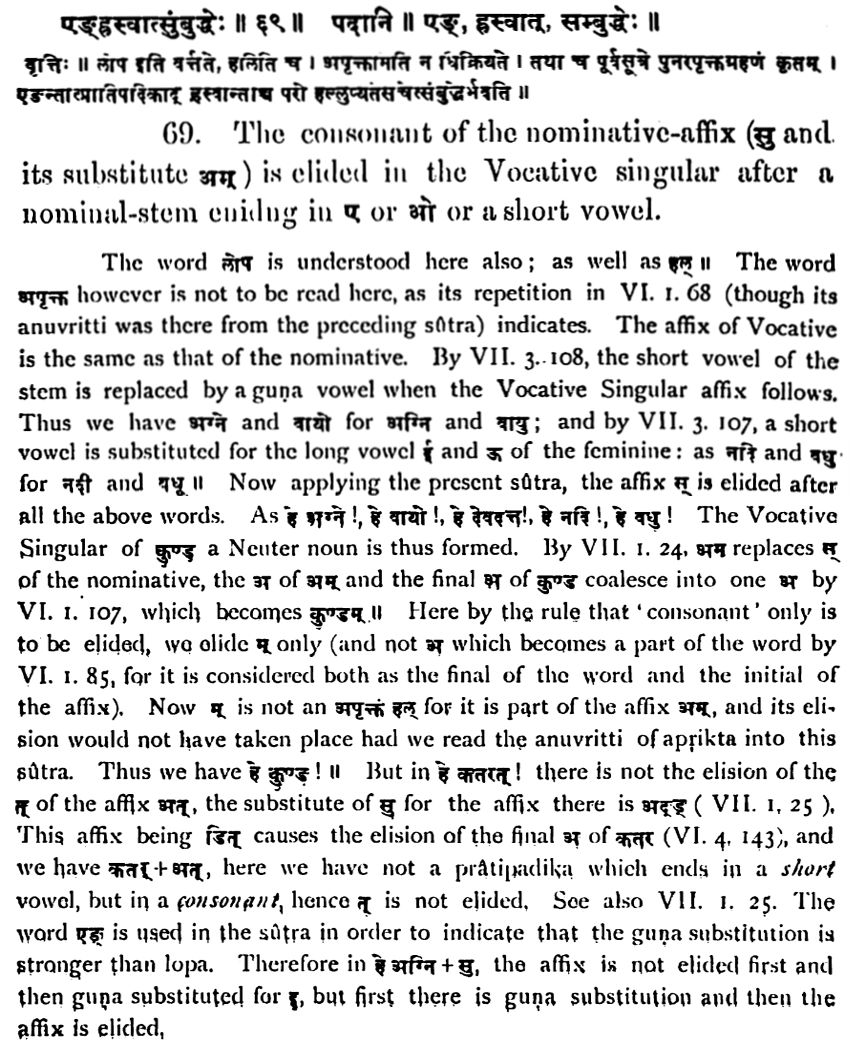 एङ्ह्रस्वात्संबुद्धेः ॥ ६९ ॥ पदानि ॥ एङ्, ह्रस्वात्, सम्बुद्धेः ॥
वृत्तिः ॥ लोप इति वर्त्तते, हलिति च । अपृक्तामति न धिक्रियते । तथा च पूर्वसूत्रे पुनरपृक्तग्रहणं कृतम् ।
एङन्तात्प्रातिपदिकाद् ह्रस्वान्ताच्च परो हल्लुप्यतेसचेत्संबुद्धेर्भवति ॥
69. The consonant of the nominative-affix (सु and
its substitute अम् ) is elided in the Vocative singular after a
nominal-stem enidng in ए or ओ or a short vowel.
The word लोप is understood here also ; as well as हल् ॥ The word
अपृक्त however is not to be read here, as its repetition in VI. 1. 68 (though its
anuvritti was there from the preceding sûtra) indicates. The affix of Vocative
is the same as that of the nominative. By VII. 3. 108, the short vowel of the
stem is replaced by a guṇa vowel when the Vocative Singular affix follows.
Thus we have अग्ने and वायो for अग्नि and वायु ; and by VII. 3. 107, a short
vowel is substituted for the long vowel ई and ऊ of the feminine : as नदि and वधु
for नदी and वधू ॥ Now applying the present sûtra, the affix स् is elided after
all the above words. As हे अग्ने !, हे वायो !, हे देवदत्त!, हे नदि !, हे वधु ! The Vocative
Singular of कुण्ड a Neuter noun is thus formed. By VII. 1. 24, अम replaces स्
of the nominative, the अ of अम् and the final अ of कुण्ड coalesce into one अ by
VI. 1. 107, which becomes कुण्डम् ॥ Here by the rule that ' consonant ' only is
to be elided, we elide म् only (and not अ which becomes a part of the word by
VI. 1. 85, for it is considered both as the final of the word and the initial of
the affix). Now म् is not an अपृक्तं हल् for it is part of the affix अम्, and its eli-
sion would not have taken place had we read the anuvritti of aprikta into this
sûtra. Thus we have हे कुण्ड ! ॥ But in हे कतरत् ! there is not the elision of the
त् of the affix अत्, the substitute of सु for the affix there is अद्ड् ( VII. 1. 25 ).
This affix being डित् causes the elision of the final अ of कतर (VI. 4. 143), and
we have कतर् + अत्, here we have not a prâtipadika which ends in a short
vowel, but in a consonant, hence त् is not elided. See also VII. 1. 25. The
word एङ् is used in the sûtra in order to indicate that the guṇa substitution is
stronger than lopa. Therefore in हे अग्नि + सु, the affix is not elided first and
then guṇa substituted for इ, but first there is guṇa substitution and then the
affix is elided,